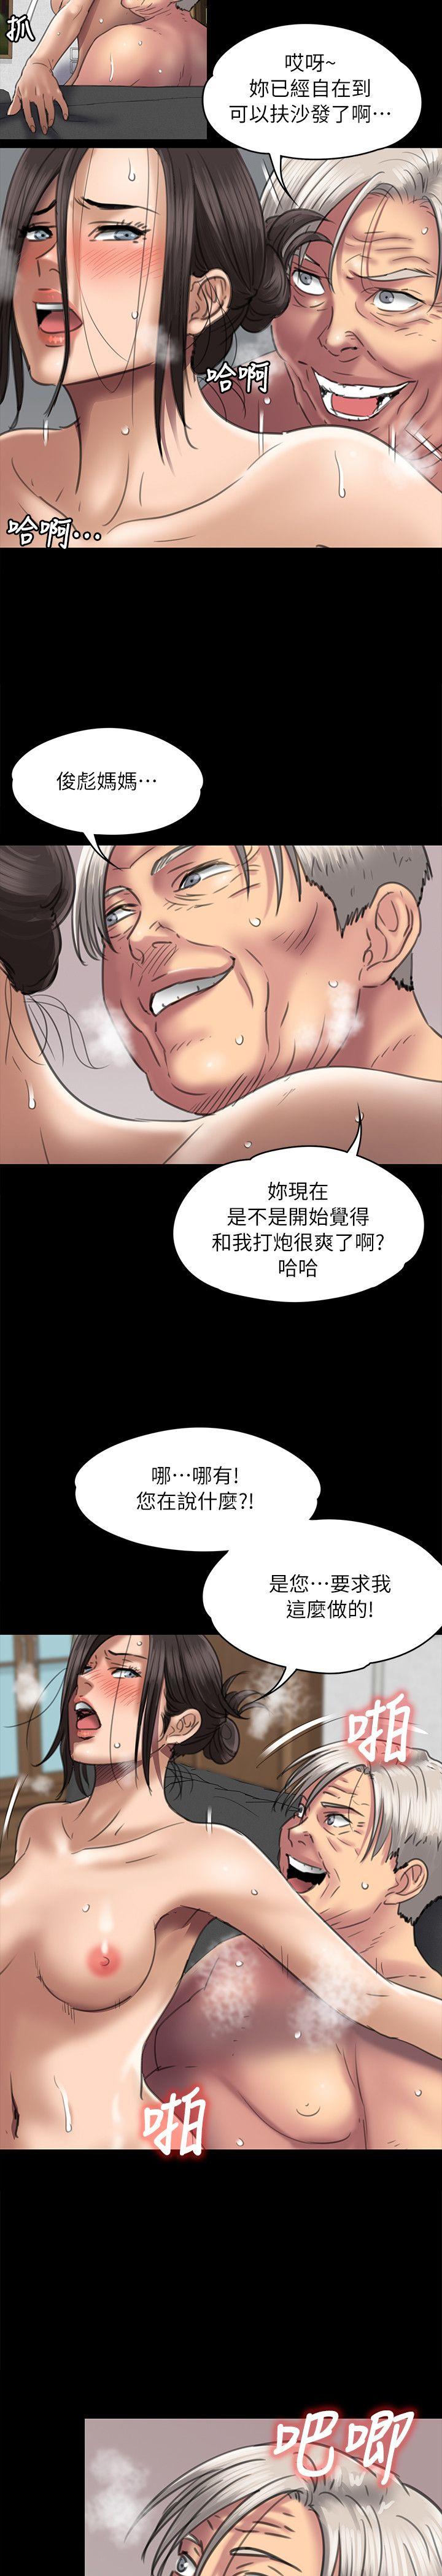 抓
哎呀~
妳已經自在到
可以扶沙發了啊…
哈啊
哈啊…
俊彪媽媽…
妳現在
是不是開始覺得
和我打炮很爽了啊?
哈哈
哪…哪有!
您在說什麼?!
是您…要求我
這麼做的!
啪
啪
吧唧